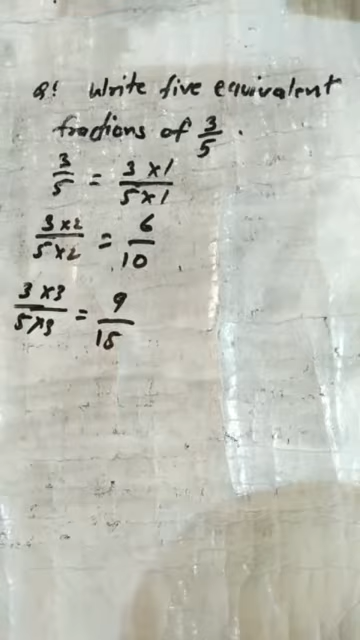 Q! Write five equivalent
fractions of 3/5.
3/5 = 3×1/5×1
3×2/5×2 = 6/10
3×3/5×3 = 9/15